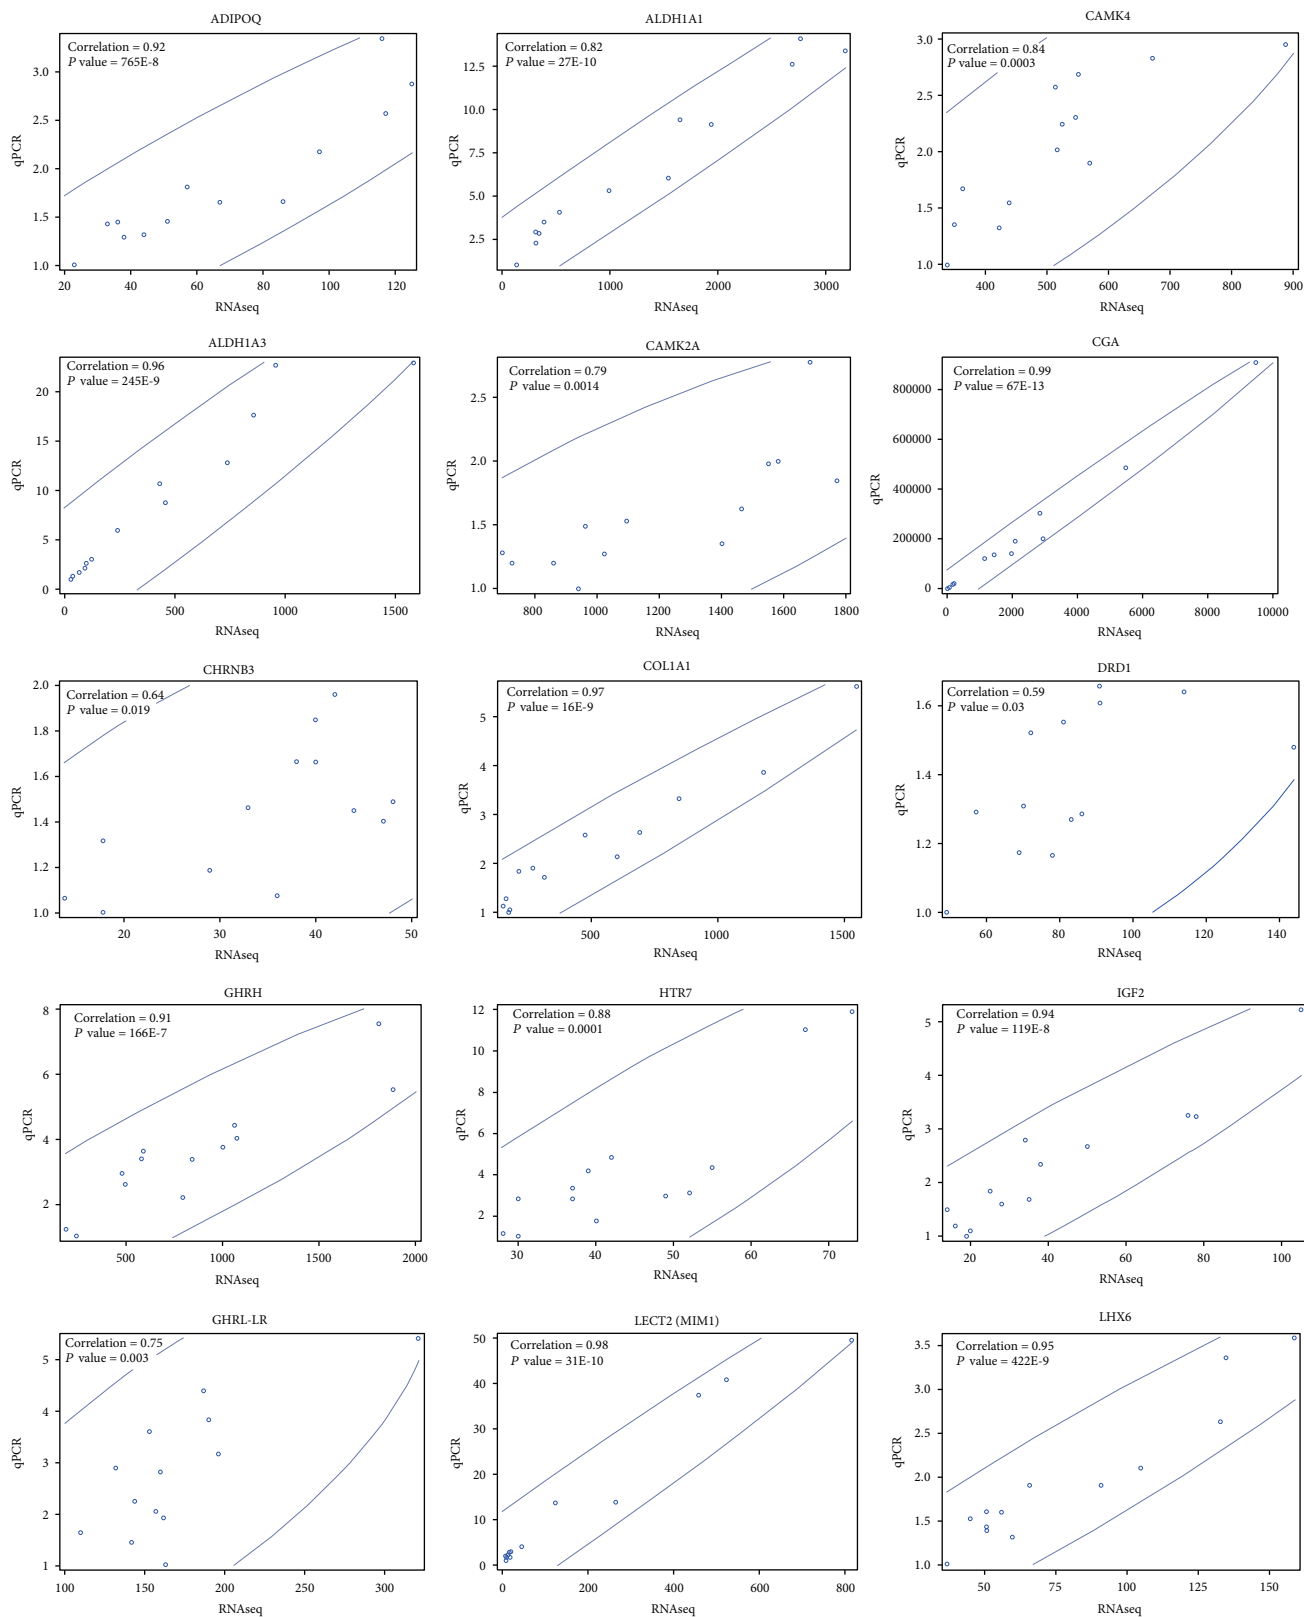 ADIPOQ
Correlation = 0.92
P value = 765E-8
qPCR
3.0
2.5
2.0
1.5
1.0
20 40 60 80 100 120
RNAseq
ALDH1A1
Correlation = 0.82
P value = 27E-10
qPCR
12.5
10.0
7.5
5.0
2.5
0 1000 2000 3000
RNAseq
CAMK4
Correlation = 0.84
P value = 0.0003
qPCR
3.0
2.5
2.0
1.5
1.0
400 500 600 700 800 900
RNAseq
ALDH1A3
Correlation = 0.96
P value = 245E-9
qPCR
20
15
10
5
0
0 500 1000 1500
RNAseq
CAMK2A
Correlation = 0.79
P value = 0.0014
qPCR
2.5
2.0
1.5
1.0
800 1000 1200 1400 1600 1800
RNAseq
CGA
Correlation = 0.99
P value = 67E-13
qPCR
800000
600000
400000
200000
0
0 2000 4000 6000 8000 10000
RNAseq
CHRNB3
Correlation = 0.64
P value = 0.019
qPCR
2.0
1.8
1.6
1.4
1.2
1.0
20 30 40 50
RNAseq
COL1A1
Correlation = 0.97
P value = 16E-9
qPCR
5
4
3
2
1
500 1000 1500
RNAseq
DRD1
Correlation = 0.59
P value = 0.03
qPCR
1.6
1.4
1.2
1.0
60 80 100 120 140
RNAseq
GHRH
Correlation = 0.91
P value = 166E-7
qPCR
8
6
4
2
500 1000 1500 2000
RNAseq
HTR7
Correlation = 0.88
P value = 0.0001
qPCR
12
10
8
6
4
2
30 40 50 60 70
RNAseq
IGF2
Correlation = 0.94
P value = 119E-8
qPCR
5
4
3
2
1
20 40 60 80 100
RNAseq
GHRL-LR
Correlation = 0.75
P value = 0.003
qPCR
5
4
3
2
1
100 150 200 250 300
RNAseq
LECT2 (MIM1)
Correlation = 0.98
P value = 31E-10
qPCR
50
40
30
20
10
0
0 200 400 600 800
RNAseq
LHX6
Correlation = 0.95
P value = 422E-9
qPCR
3.5
3.0
2.5
2.0
1.5
1.0
50 75 100 125 150
RNAseq